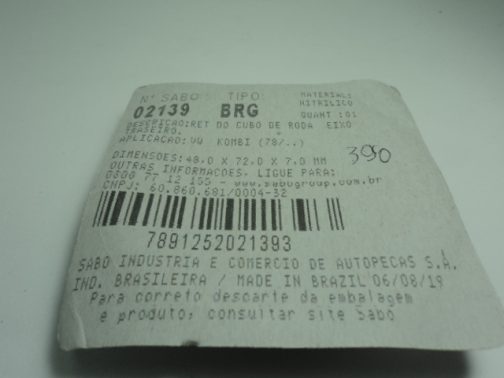 Nº SABO: TIPO: MATERIAL:
02139 BRG NITRILICO
QUANT :01
DESCRICAO:RET DO CUBO DE RODA EIXO
TRASEIRO.
APLICACAO:VW KOMBI (78/..)
DIMENSOES:48.0 X 72.0 X 7.0 MM
390
OUTRAS INFORMACOES, LIGUE PARA:
0800 77 12 155 - www.sabogroup.com.br
CNPJ: 60.860.681/0004-32
7891252021393
SABO INDUSTRIA E COMERCIO DE AUTOPECAS S.A.
IND. BRASILEIRA / MADE IN BRAZIL 06/08/19
Para correto descarte da embalagem
e produto, consultar site Sabo